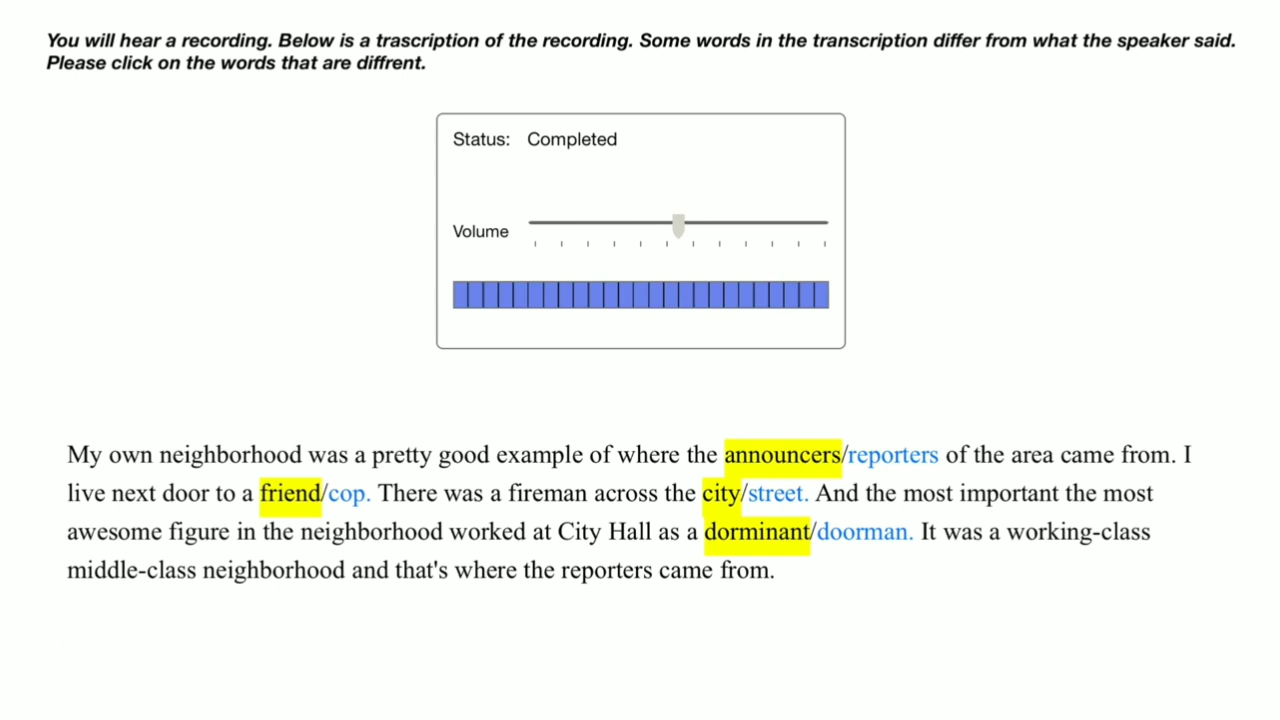 You will hear a recording. Below is a trascription of the recording. Some words in the transcription differ from what the speaker said.
Please click on the words that are diffrent.
Status: Completed
Volume
My own neighborhood was a pretty good example of where the announcers/reporters of the area came from. I
live next door to a friend/cop. There was a fireman across the city/street. And the most important the most
awesome figure in the neighborhood worked at City Hall as a dorminant/doorman. It was a working-class
middle-class neighborhood and that's where the reporters came from.